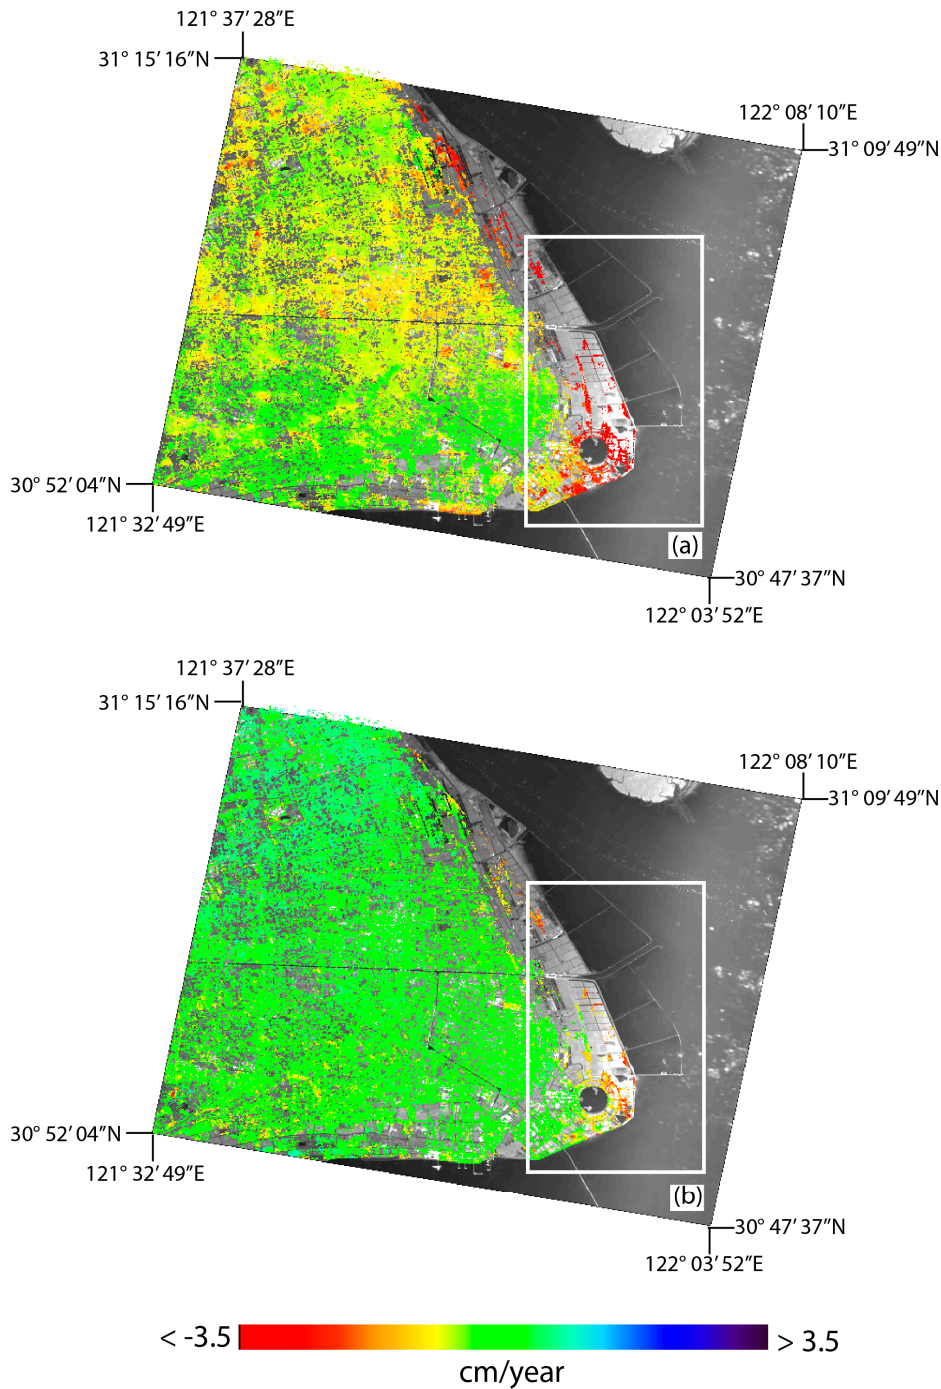 121° 37′ 28″E
31° 15′ 16″N
122° 08′ 10″E
31° 09′ 49″N
30° 52′ 04″N
121° 32′ 49″E
(a)
30° 47′ 37″N
122° 03′ 52″E
121° 37′ 28″E
31° 15′ 16″N
122° 08′ 10″E
31° 09′ 49″N
30° 52′ 04″N
121° 32′ 49″E
(b)
30° 47′ 37″N
122° 03′ 52″E
< -3.5 > 3.5
cm/year